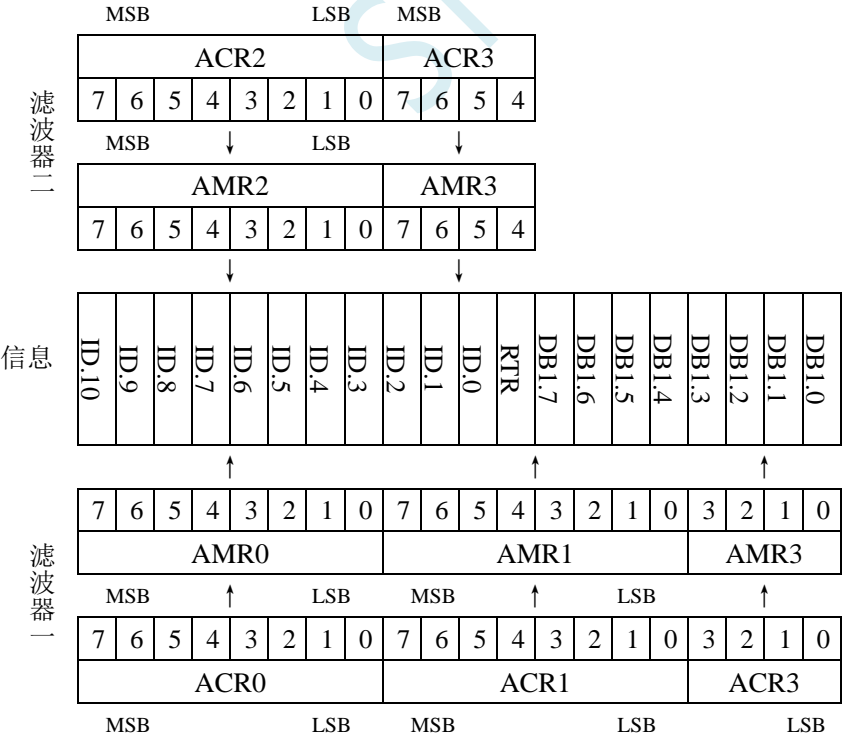 MSB LSB MSB
ACR2 ACR3
7 6 5 4 3 2 1 0 7 6 5 4
滤波器二
MSB LSB
AMR2 AMR3
7 6 5 4 3 2 1 0 7 6 5 4
信息
ID.10 ID.9 ID.8 ID.7 ID.6 ID.5 ID.4 ID.3 ID.2 ID.1 ID.0 RTR DB1.7 DB1.6 DB1.5 DB1.4 DB1.3 DB1.2 DB1.1 DB1.0
7 6 5 4 3 2 1 0 7 6 5 4 3 2 1 0 3 2 1 0
AMR0 AMR1 AMR3
滤波器一
MSB LSB MSB LSB
7 6 5 4 3 2 1 0 7 6 5 4 3 2 1 0 3 2 1 0
ACR0 ACR1 ACR3
MSB LSB MSB LSB LSB